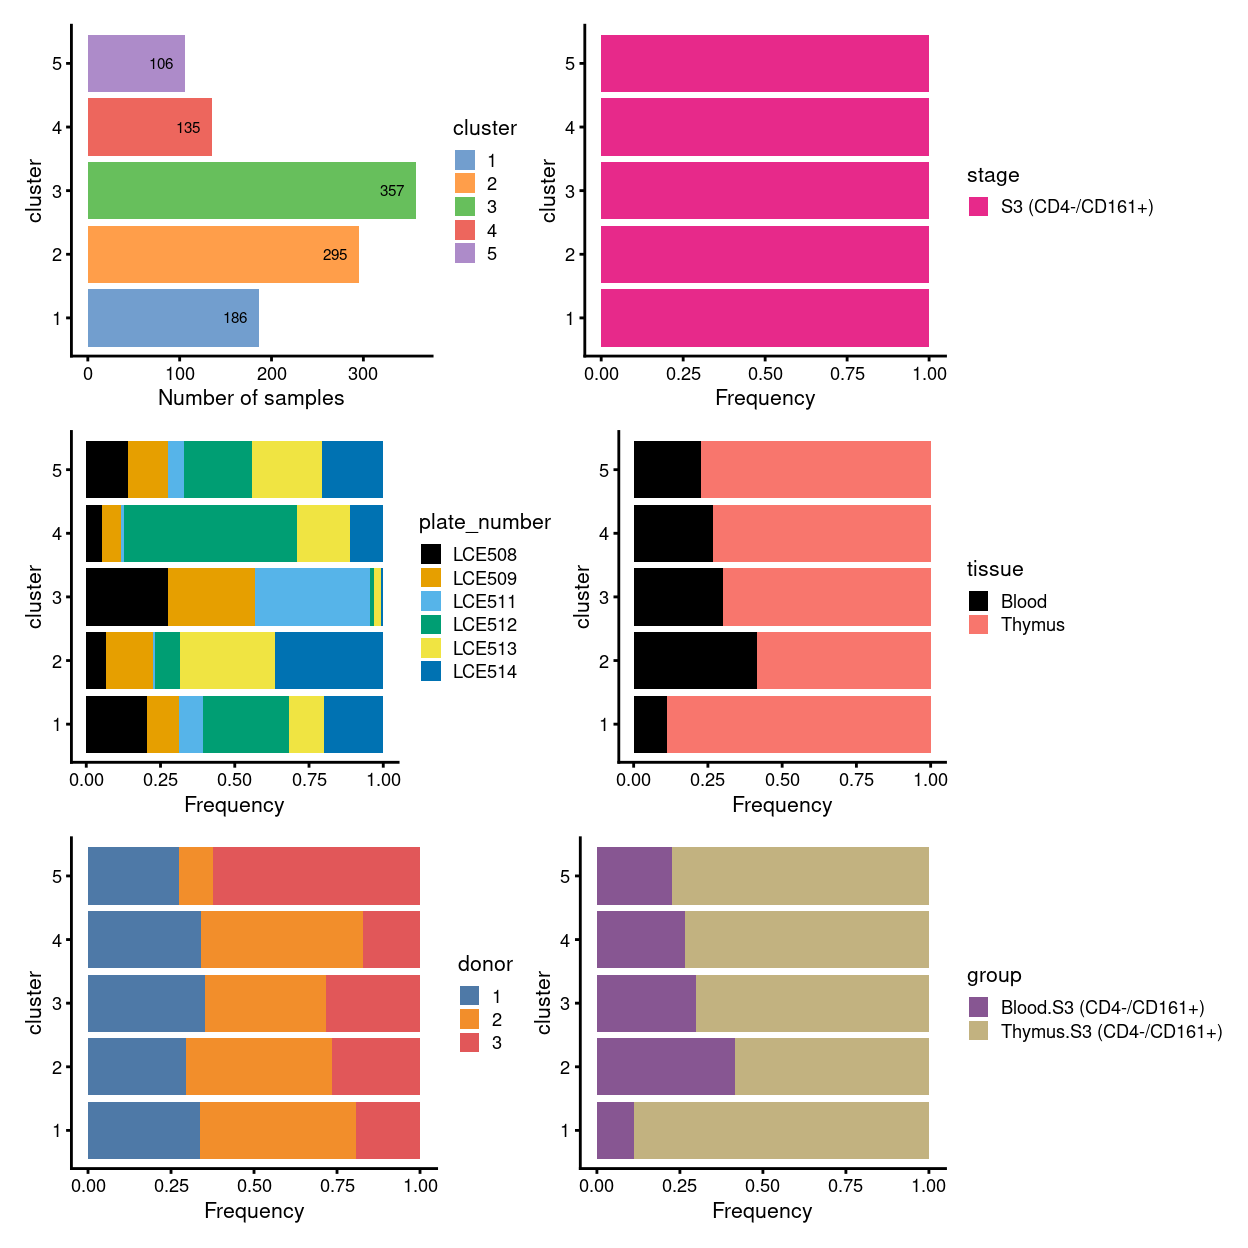 5
4
3
2
1
cluster
106
135
357
295
186
0 100 200 300
Number of samples
cluster
1
2
3
4
5
5
4
3
2
1
cluster
0.00 0.25 0.50 0.75 1.00
Frequency
stage
S3 (CD4-/CD161+)
5
4
3
2
1
cluster
0.00 0.25 0.50 0.75 1.00
Frequency
plate_number
LCE508
LCE509
LCE511
LCE512
LCE513
LCE514
5
4
3
2
1
cluster
0.00 0.25 0.50 0.75 1.00
Frequency
tissue
Blood
Thymus
5
4
3
2
1
cluster
0.00 0.25 0.50 0.75 1.00
Frequency
donor
1
2
3
5
4
3
2
1
cluster
0.00 0.25 0.50 0.75 1.00
Frequency
group
Blood.S3 (CD4-/CD161+)
Thymus.S3 (CD4-/CD161+)